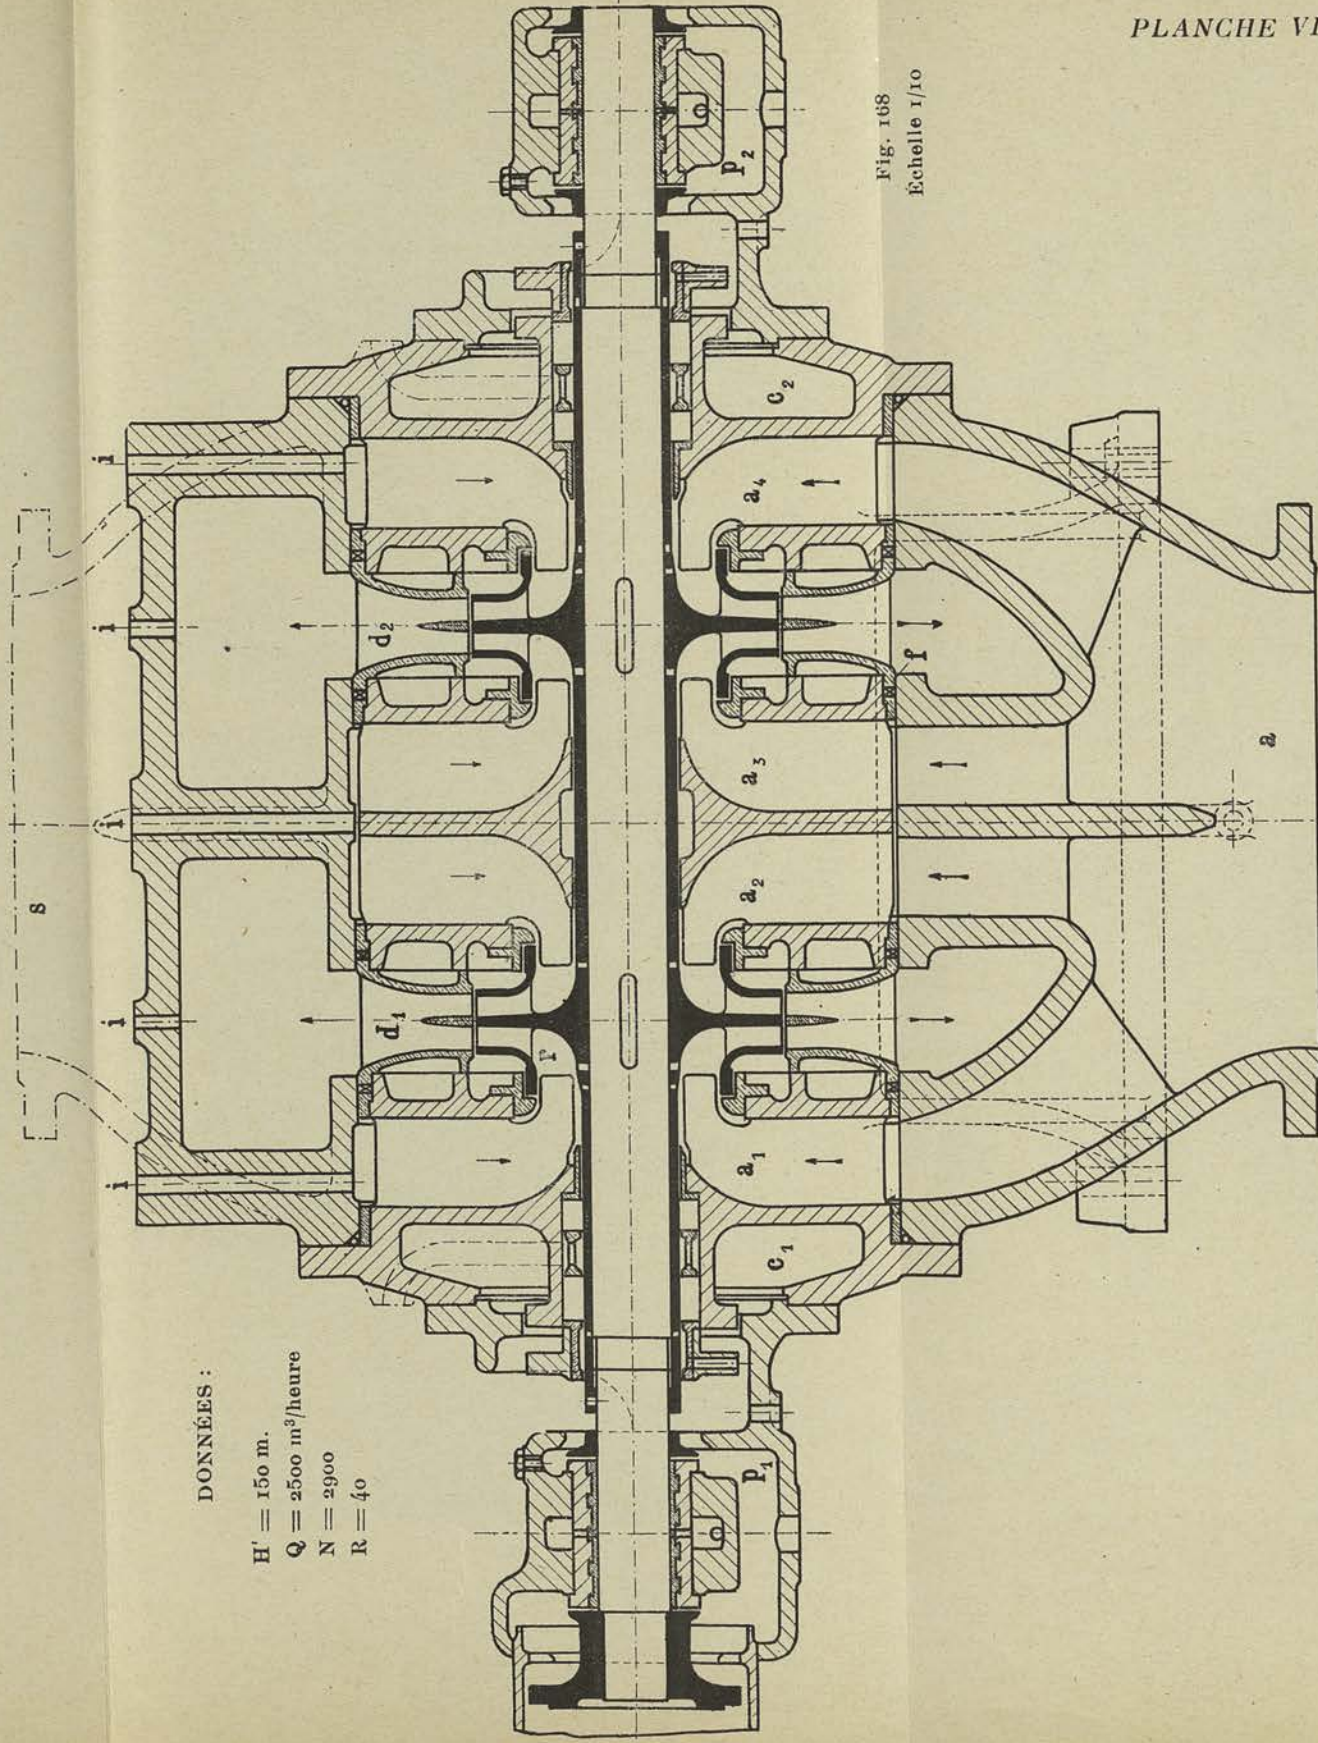 PLANCHE VI
Fig. 168
Échelle 1/10
DONNÉES :
H' = 150 m.
Q = 2500 m³/heure
N = 2900
R = 40
s
i
i
i
i
i
d₂
d₁
r
f
a₄
a₃
a₂
a₁
a
c₂
c₁
p₂
p₁